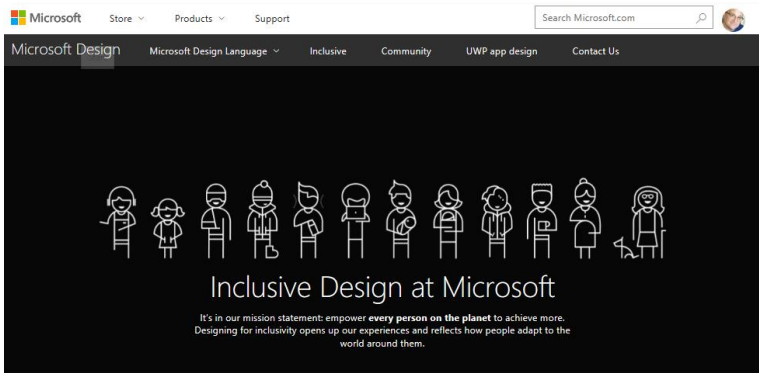 Microsoft Store Products Support Search Microsoft.com
Microsoft Design Microsoft Design Language Inclusive Community UWP app design Contact Us
Inclusive Design at Microsoft
It's in our mission statement: empower every person on the planet to achieve more.
Designing for inclusivity opens up our experiences and reflects how people adapt to the
world around them.